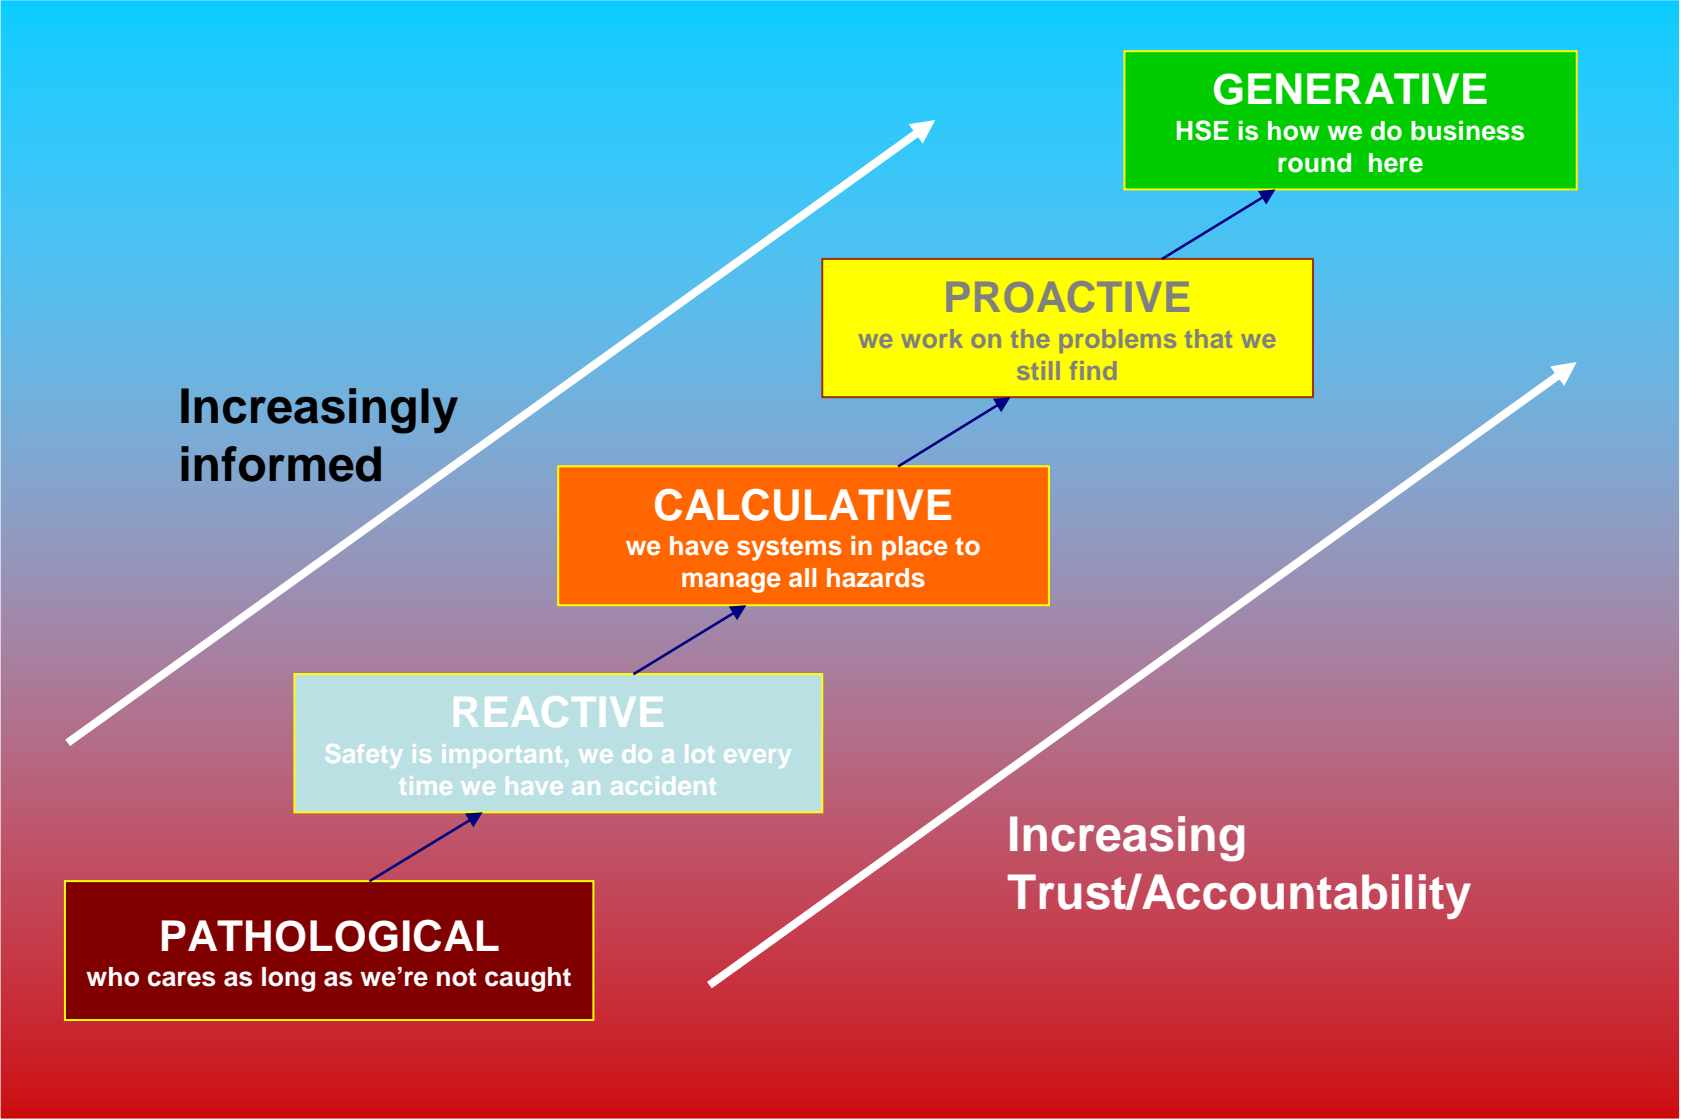 GENERATIVE
HSE is how we do business
round  here
PROACTIVE
we work on the problems that we
still find
Increasingly
informed
CALCULATIVE
we have systems in place to
manage all hazards
REACTIVE
Safety is important, we do a lot every
time we have an accident
Increasing
Trust/Accountability
PATHOLOGICAL
who cares as long as we’re not caught